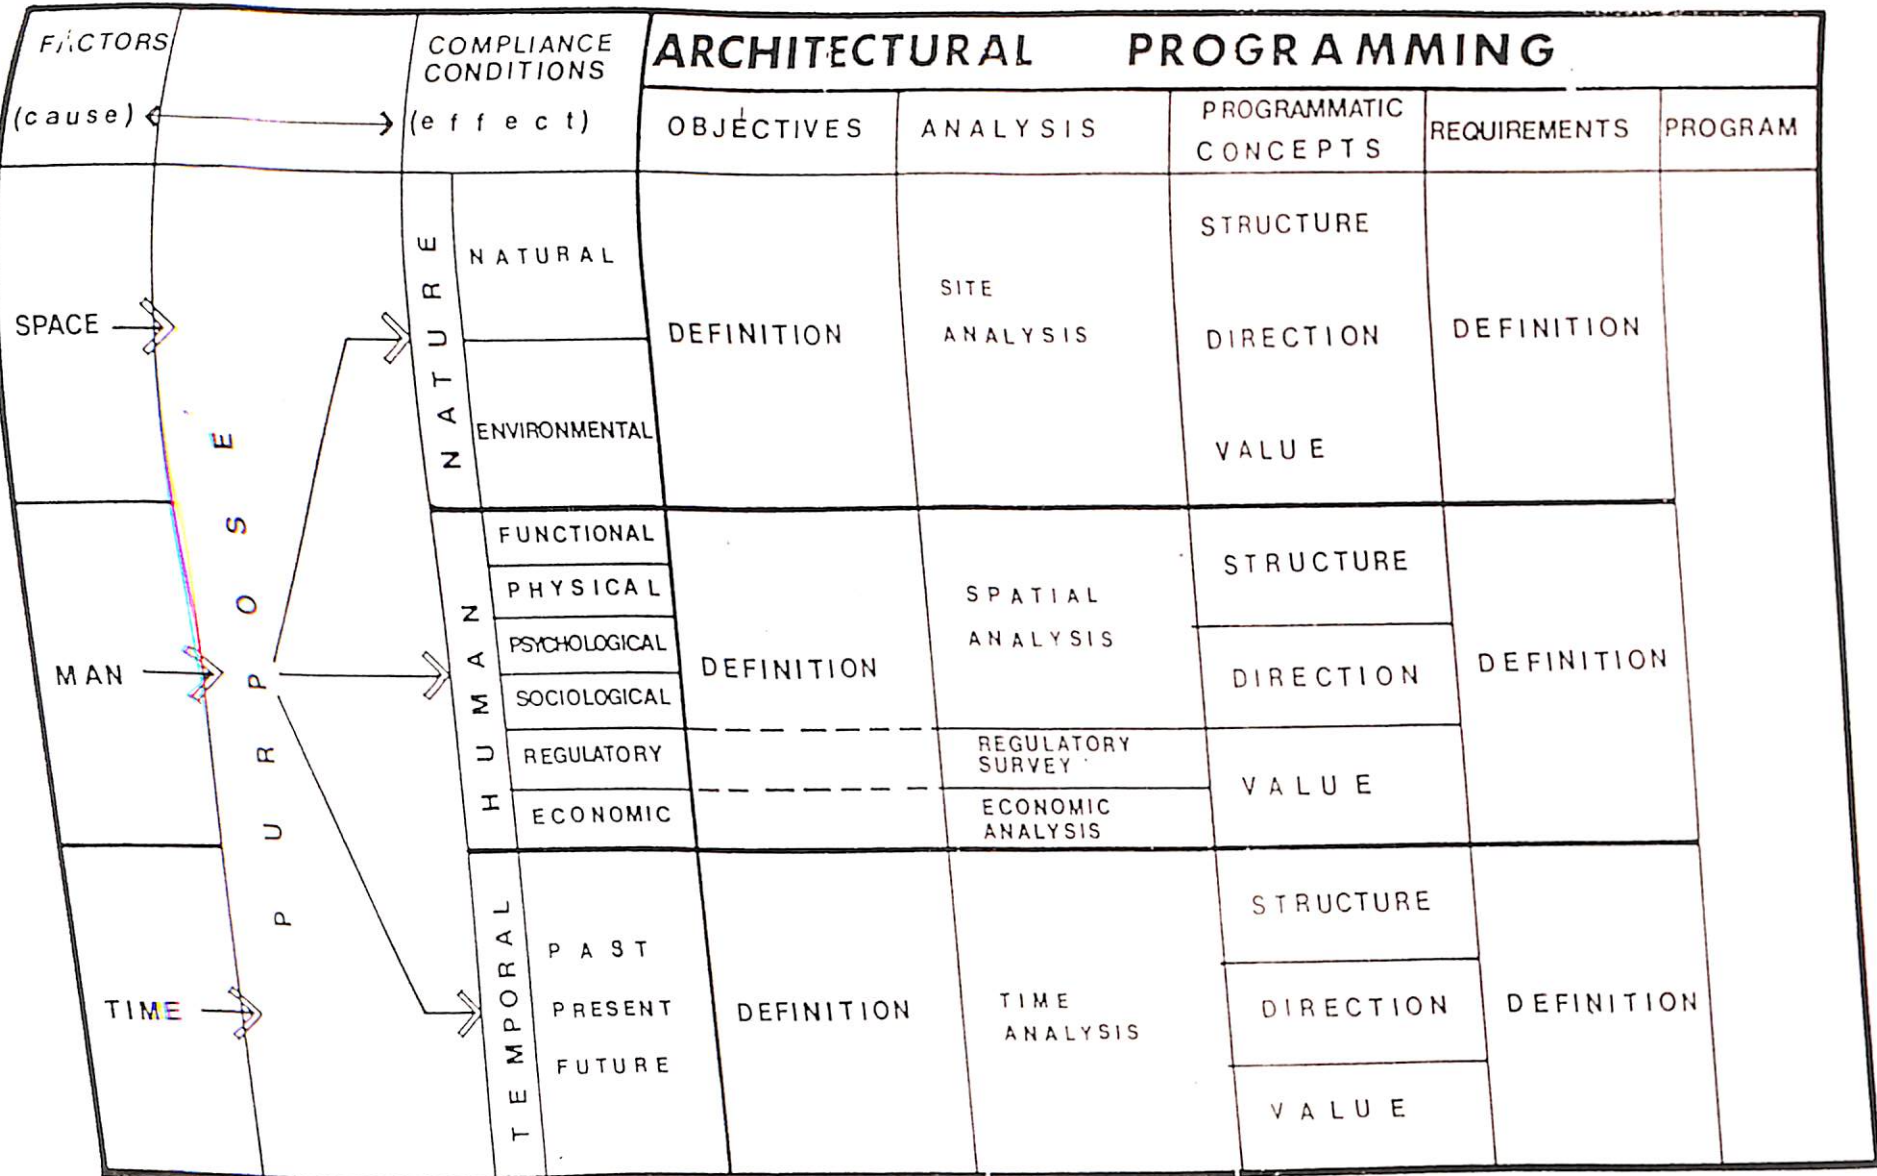 FACTORS
(cause)
COMPLIANCE
CONDITIONS
(effect)
ARCHITECTURAL PROGRAMMING
OBJECTIVES
ANALYSIS
PROGRAMMATIC
CONCEPTS
REQUIREMENTS
PROGRAM
SPACE
MAN
TIME
PURPOSE
NATURE
NATURAL
ENVIRONMENTAL
DEFINITION
SITE
ANALYSIS
STRUCTURE
DIRECTION
VALUE
DEFINITION
HUMAN
FUNCTIONAL
PHYSICAL
PSYCHOLOGICAL
SOCIOLOGICAL
REGULATORY
ECONOMIC
DEFINITION
SPATIAL
ANALYSIS
REGULATORY
SURVEY
ECONOMIC
ANALYSIS
STRUCTURE
DIRECTION
VALUE
DEFINITION
TEMPORAL
PAST
PRESENT
FUTURE
DEFINITION
TIME
ANALYSIS
STRUCTURE
DIRECTION
VALUE
DEFINITION